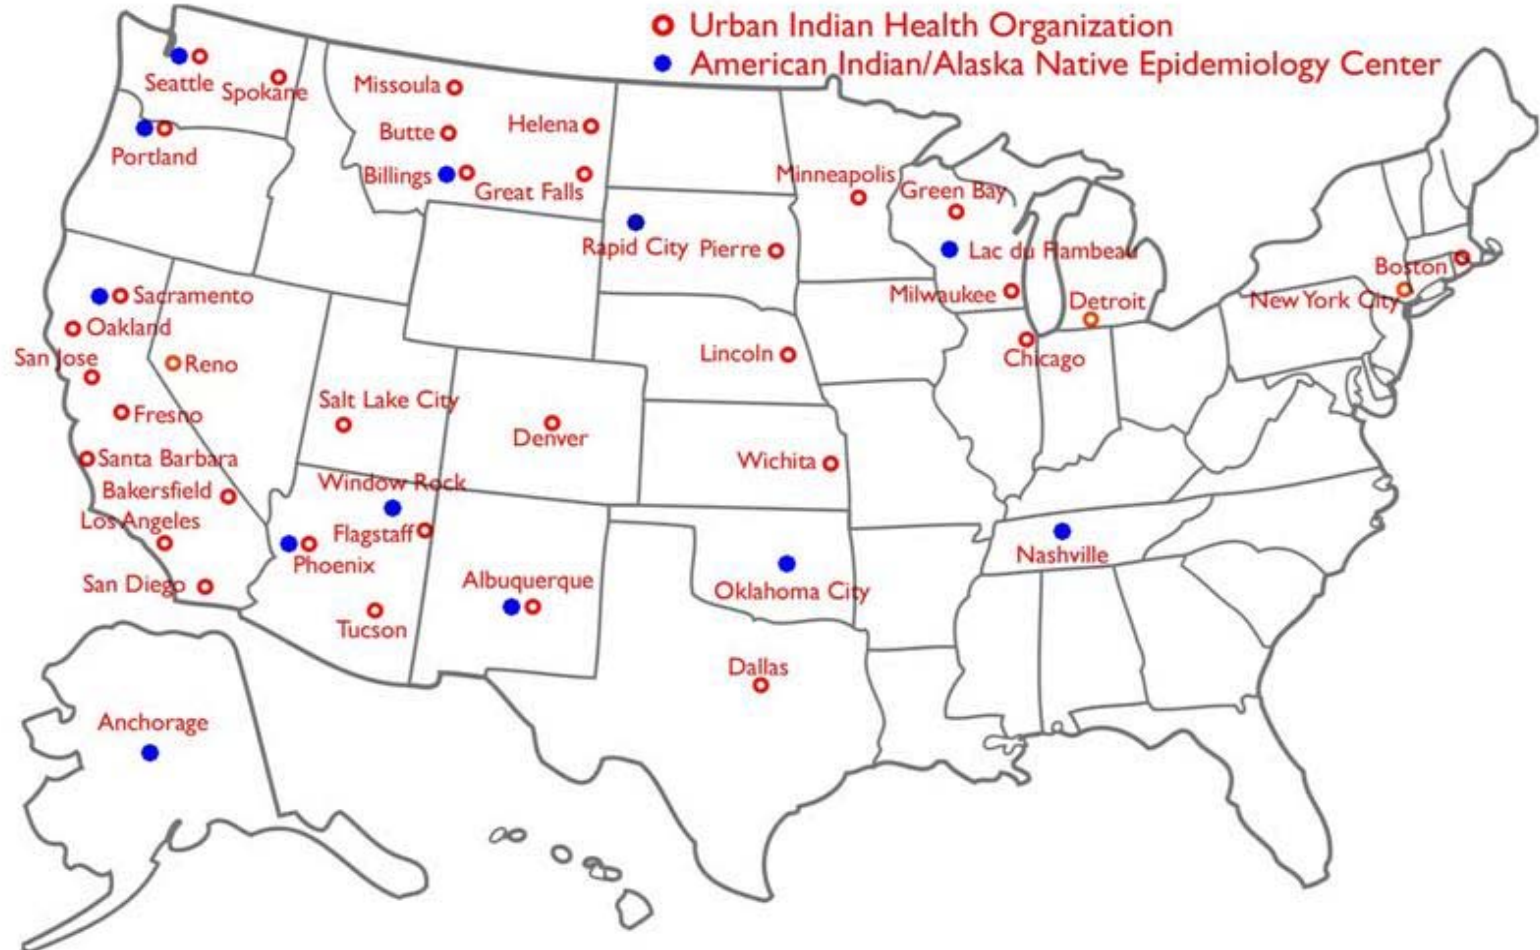 Urban Indian Health Organization
American Indian/Alaska Native Epidemiology Center
Seattle
Spokane
Portland
Missoula
Butte
Helena
Billings
Great Falls
Rapid City
Pierre
Minneapolis
Green Bay
Lac du Flambeau
Milwaukee
Detroit
Chicago
Boston
New York City
Sacramento
Oakland
San Jose
Reno
Fresno
Santa Barbara
Bakersfield
Los Angeles
San Diego
Salt Lake City
Denver
Lincoln
Wichita
Window Rock
Flagstaff
Phoenix
Tucson
Albuquerque
Oklahoma City
Nashville
Dallas
Anchorage